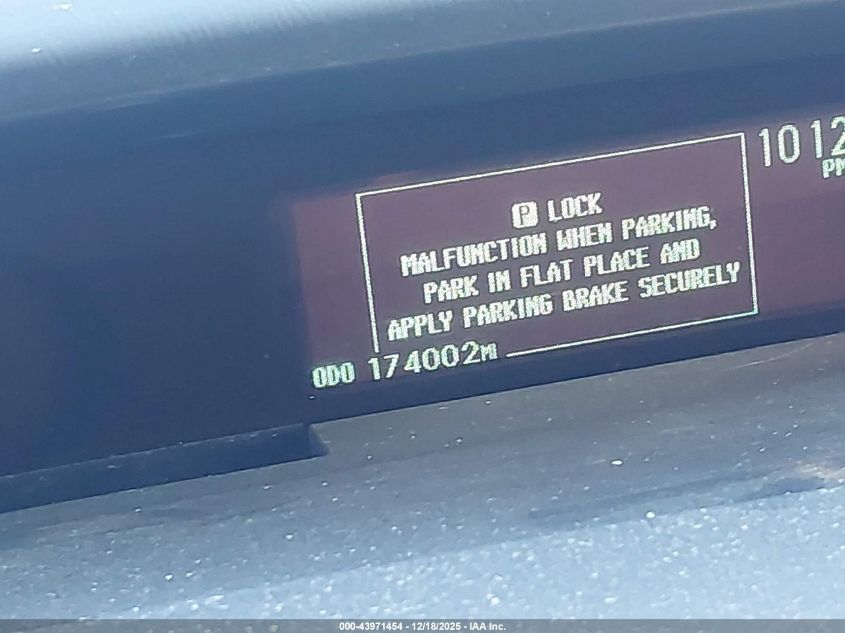 1012
PM
P LOCK
MALFUNCTION WHEN PARKING,
PARK IN FLAT PLACE AND
APPLY PARKING BRAKE SECURELY
ODO 174002MI
000-43971454 - 12/18/2025 - IAA Inc.